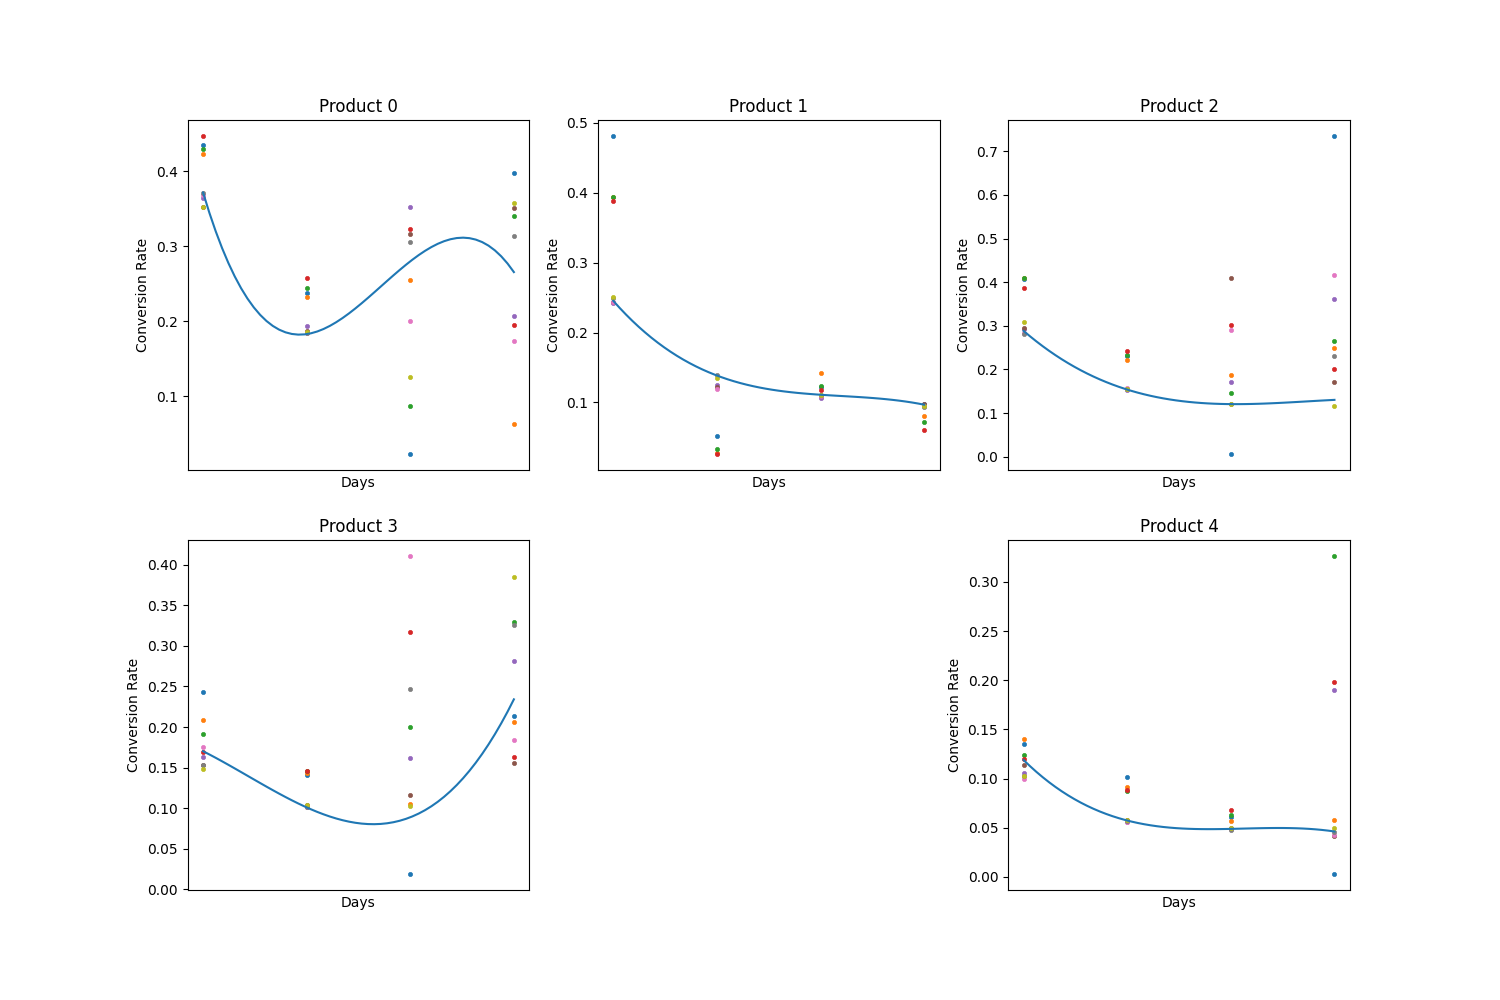 Product 0
Product 1
Product 2
Conversion Rate
0.4
0.3
0.2
0.1
Days
Conversion Rate
0.5
0.4
0.3
0.2
0.1
Days
Conversion Rate
0.7
0.6
0.5
0.4
0.3
0.2
0.1
0.0
Days
Product 3
Product 4
Conversion Rate
0.40
0.35
0.30
0.25
0.20
0.15
0.10
0.05
0.00
Days
Conversion Rate
0.30
0.25
0.20
0.15
0.10
0.05
0.00
Days